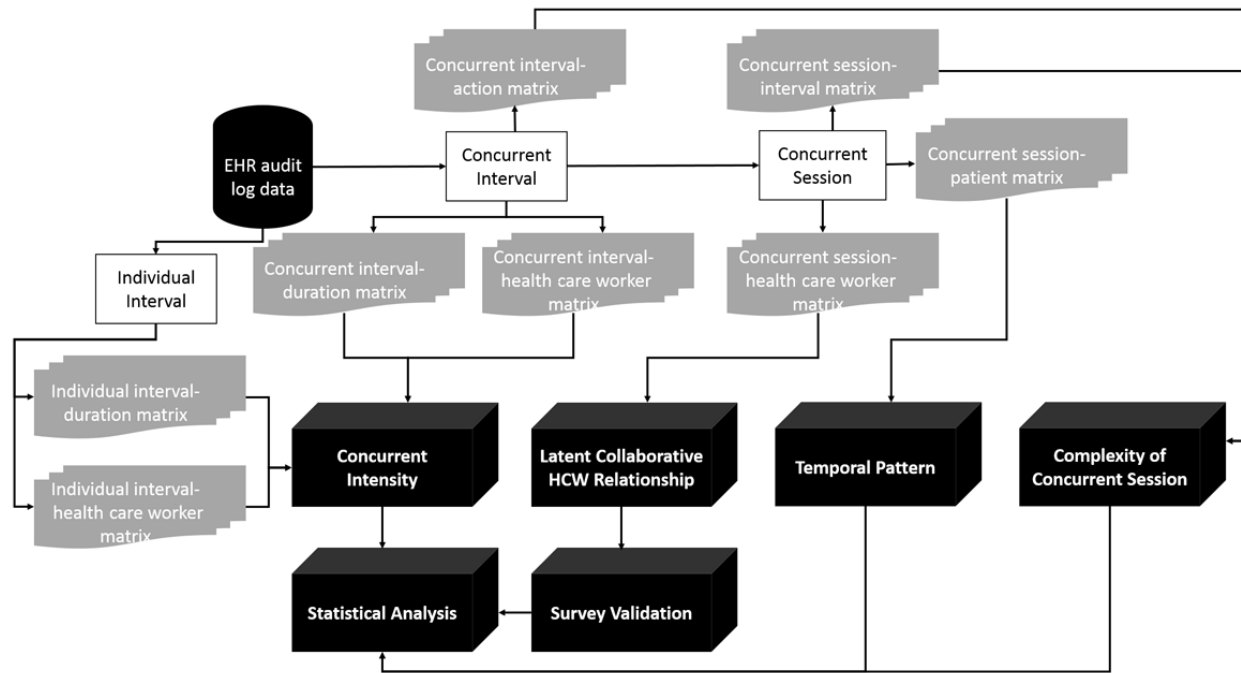 Concurrent interval-
action matrix
Concurrent session-
interval matrix
EHR audit
log data
Concurrent
Interval
Concurrent
Session
Concurrent session-
patient matrix
Individual
Interval
Concurrent interval-
duration matrix
Concurrent interval-
health care worker
matrix
Concurrent session-
health care worker
matrix
Individual interval-
duration matrix
Individual interval-
health care worker
matrix
Concurrent
Intensity
Latent Collaborative
HCW Relationship
Temporal Pattern
Complexity of
Concurrent Session
Statistical Analysis
Survey Validation